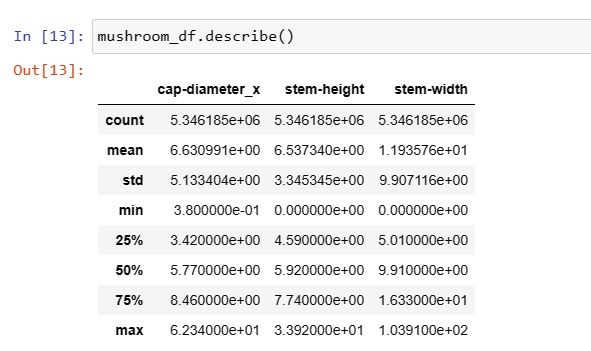 In [13]: mushroom_df.describe()
Out[13]:
cap-diameter_x stem-height stem-width
count 5.346185e+06 5.346185e+06 5.346185e+06
mean 6.630991e+00 6.537340e+00 1.193576e+01
std 5.133404e+00 3.345345e+00 9.907116e+00
min 3.800000e-01 0.000000e+00 0.000000e+00
25% 3.420000e+00 4.590000e+00 5.010000e+00
50% 5.770000e+00 5.920000e+00 9.910000e+00
75% 8.460000e+00 7.740000e+00 1.633000e+01
max 6.234000e+01 3.392000e+01 1.039100e+02